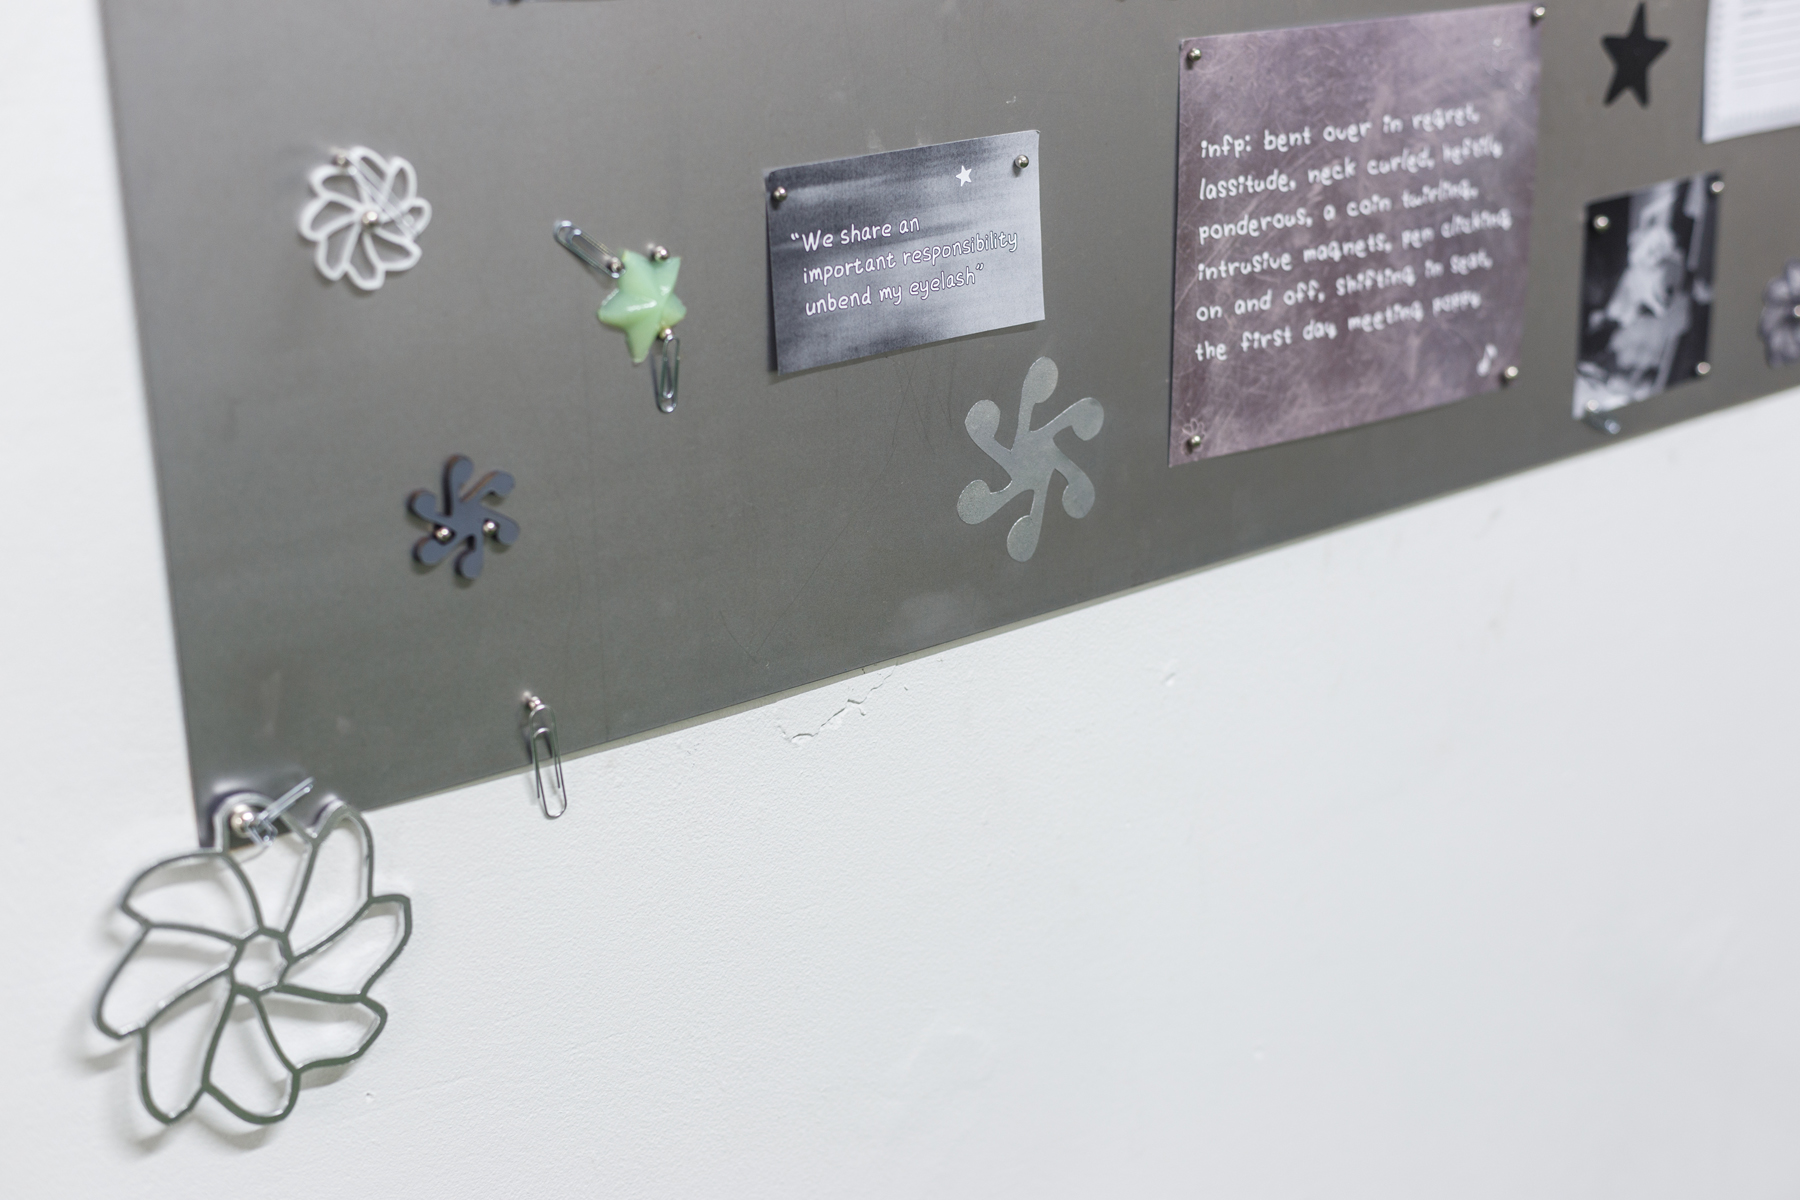 “We share an
important responsibility
unbend my eyelash”
infp: bent over in regret,
lassitude, neck curled,
ponderous, a coin twirling,
intrusive magnets, pen clicking
on and off, shifting in seat,
the first day meeting